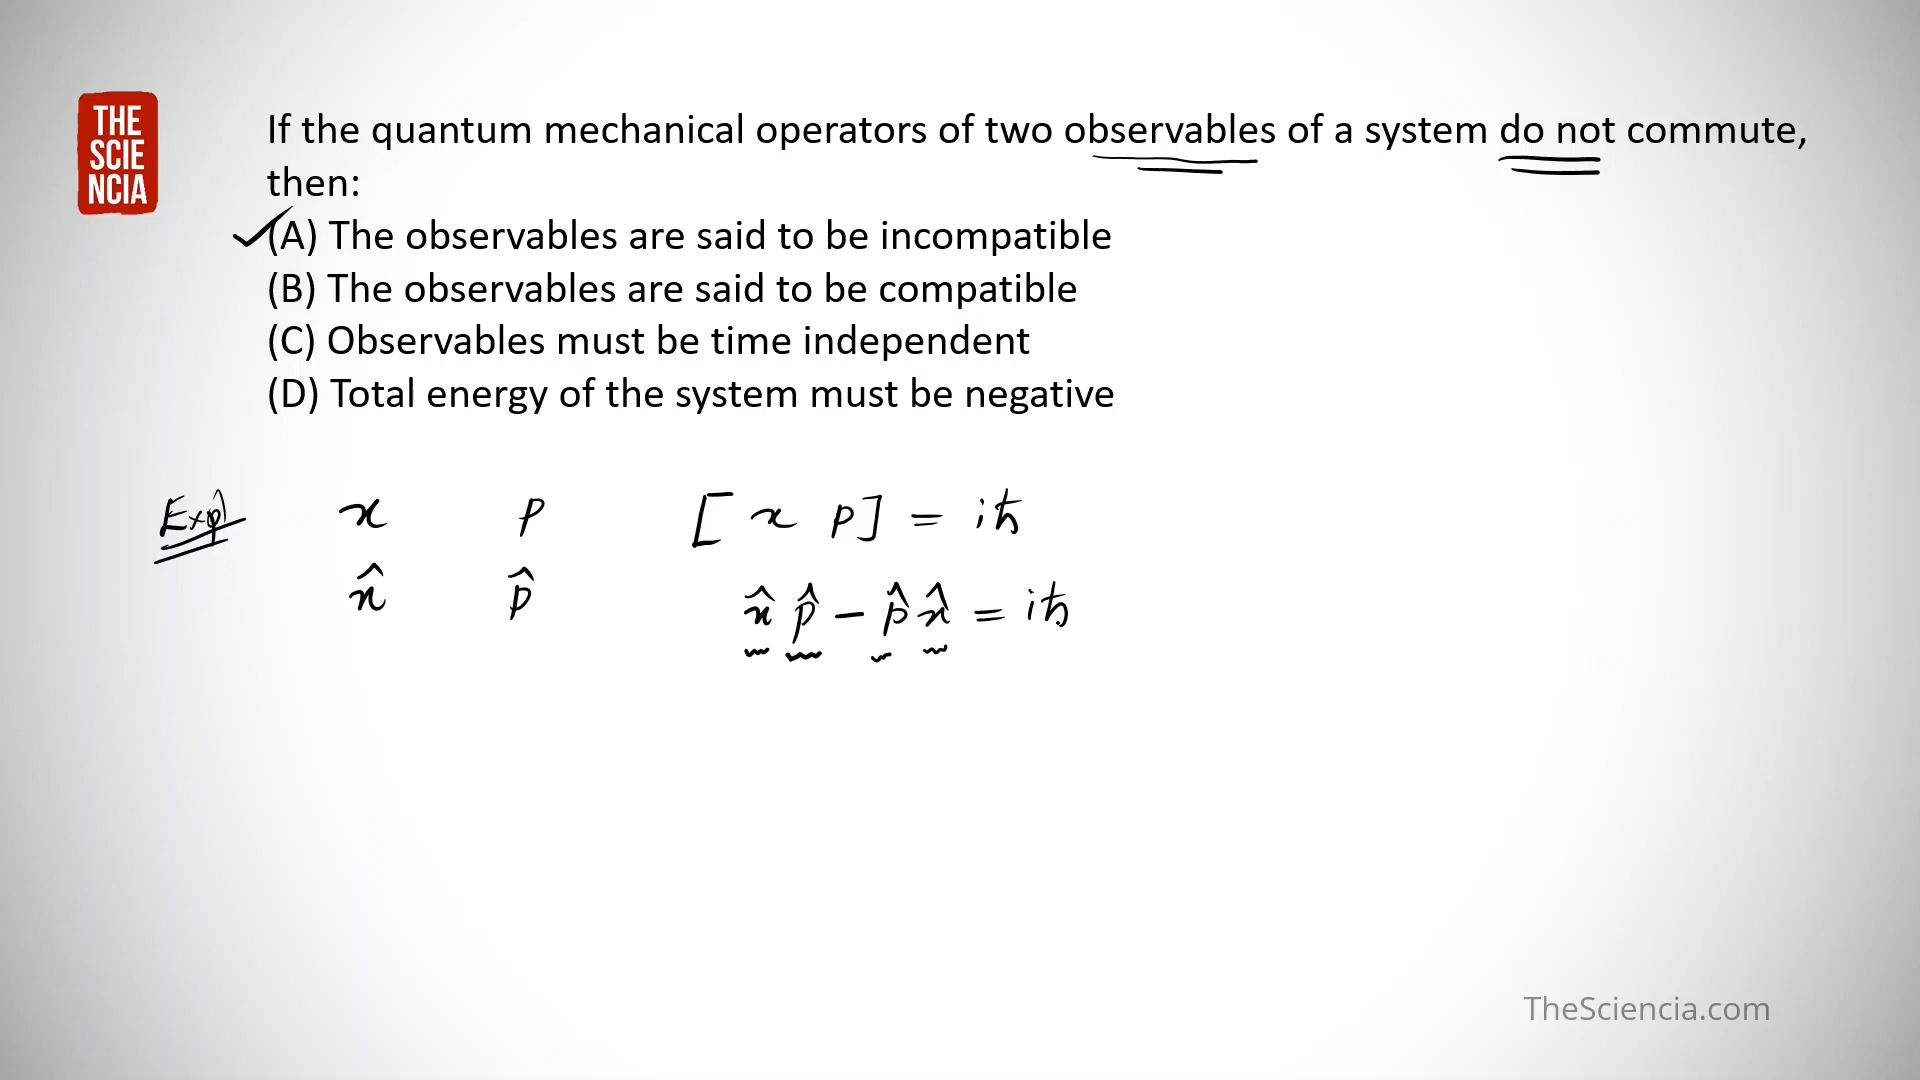 THE
SCIE
NCIA
If the quantum mechanical operators of two observables of a system do not commute,
then:
(A) The observables are said to be incompatible
(B) The observables are said to be compatible
(C) Observables must be time independent
(D) Total energy of the system must be negative
Exp) x p [ x p] = iħ
x̂ p̂ x̂ p̂ − p̂ x̂ = iħ
TheSciencia.com